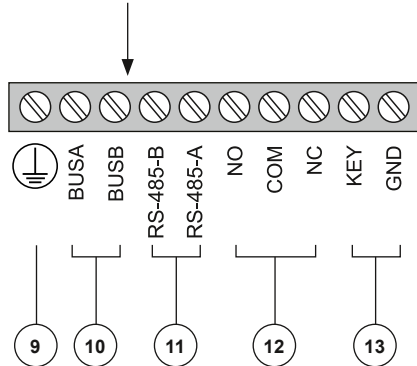 BUSA
BUSB
RS-485-B
RS-485-A
NO
COM
NC
KEY
GND
9
10
11
12
13